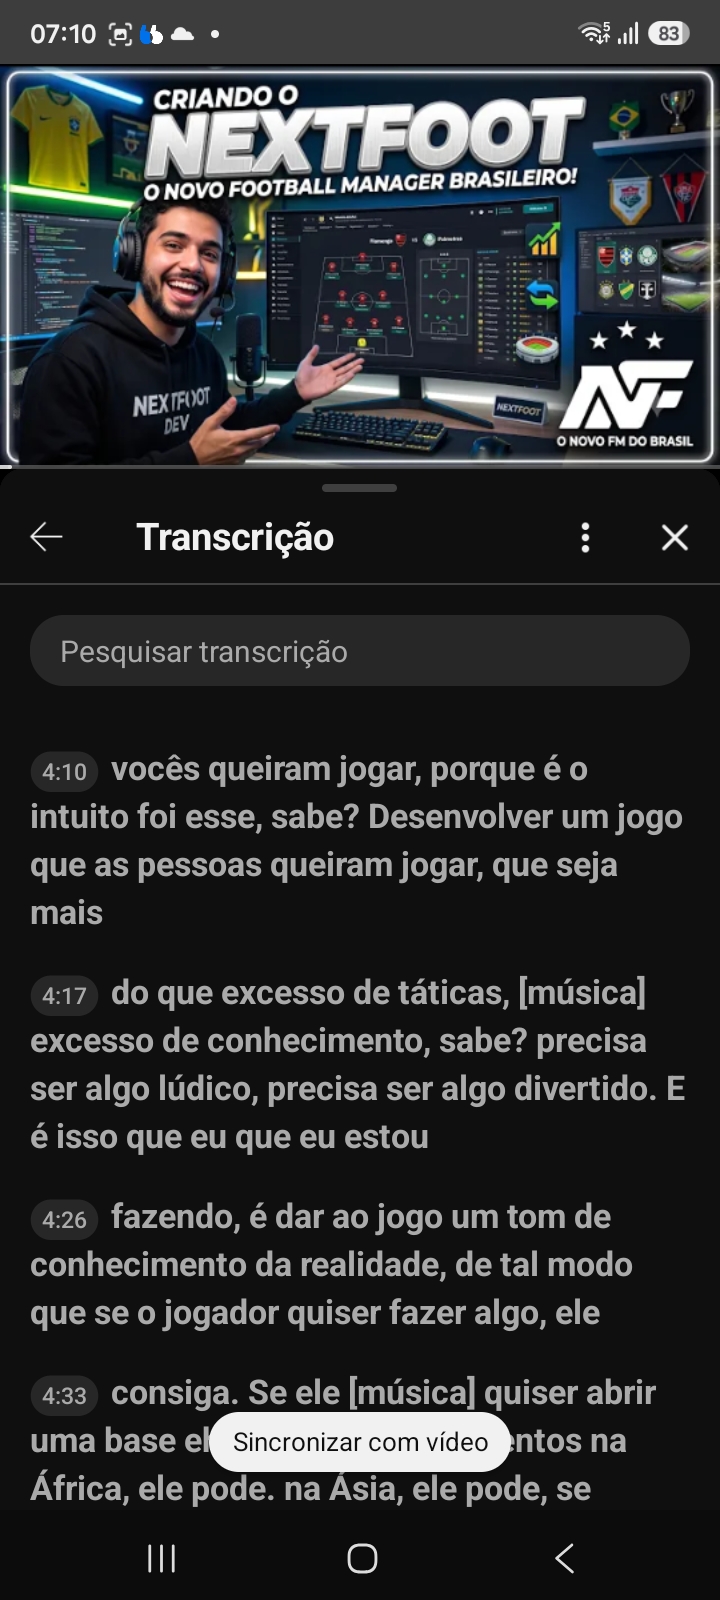 07:10
5
83
CRIANDO O
NEXTFOOT
O NOVO FOOTBALL MANAGER BRASILEIRO!
Flamengo
Palmeiras
NEXTFOOT
DEV
NEXTFOOT
NF
O NOVO FM DO BRASIL
Transcrição
Pesquisar transcrição
4:10 vocês queiram jogar, porque é o
intuito foi esse, sabe? Desenvolver um jogo
que as pessoas queiram jogar, que seja
mais
4:17 do que excesso de táticas, [música]
excesso de conhecimento, sabe? precisa
ser algo lúdico, precisa ser algo divertido. E
é isso que eu que eu estou
4:26 fazendo, é dar ao jogo um tom de
conhecimento da realidade, de tal modo
que se o jogador quiser fazer algo, ele
4:33 consiga. Se ele [música] quiser abrir
uma base
Sincronizar com vídeo
na
África, ele pode. na Ásia, ele pode, se